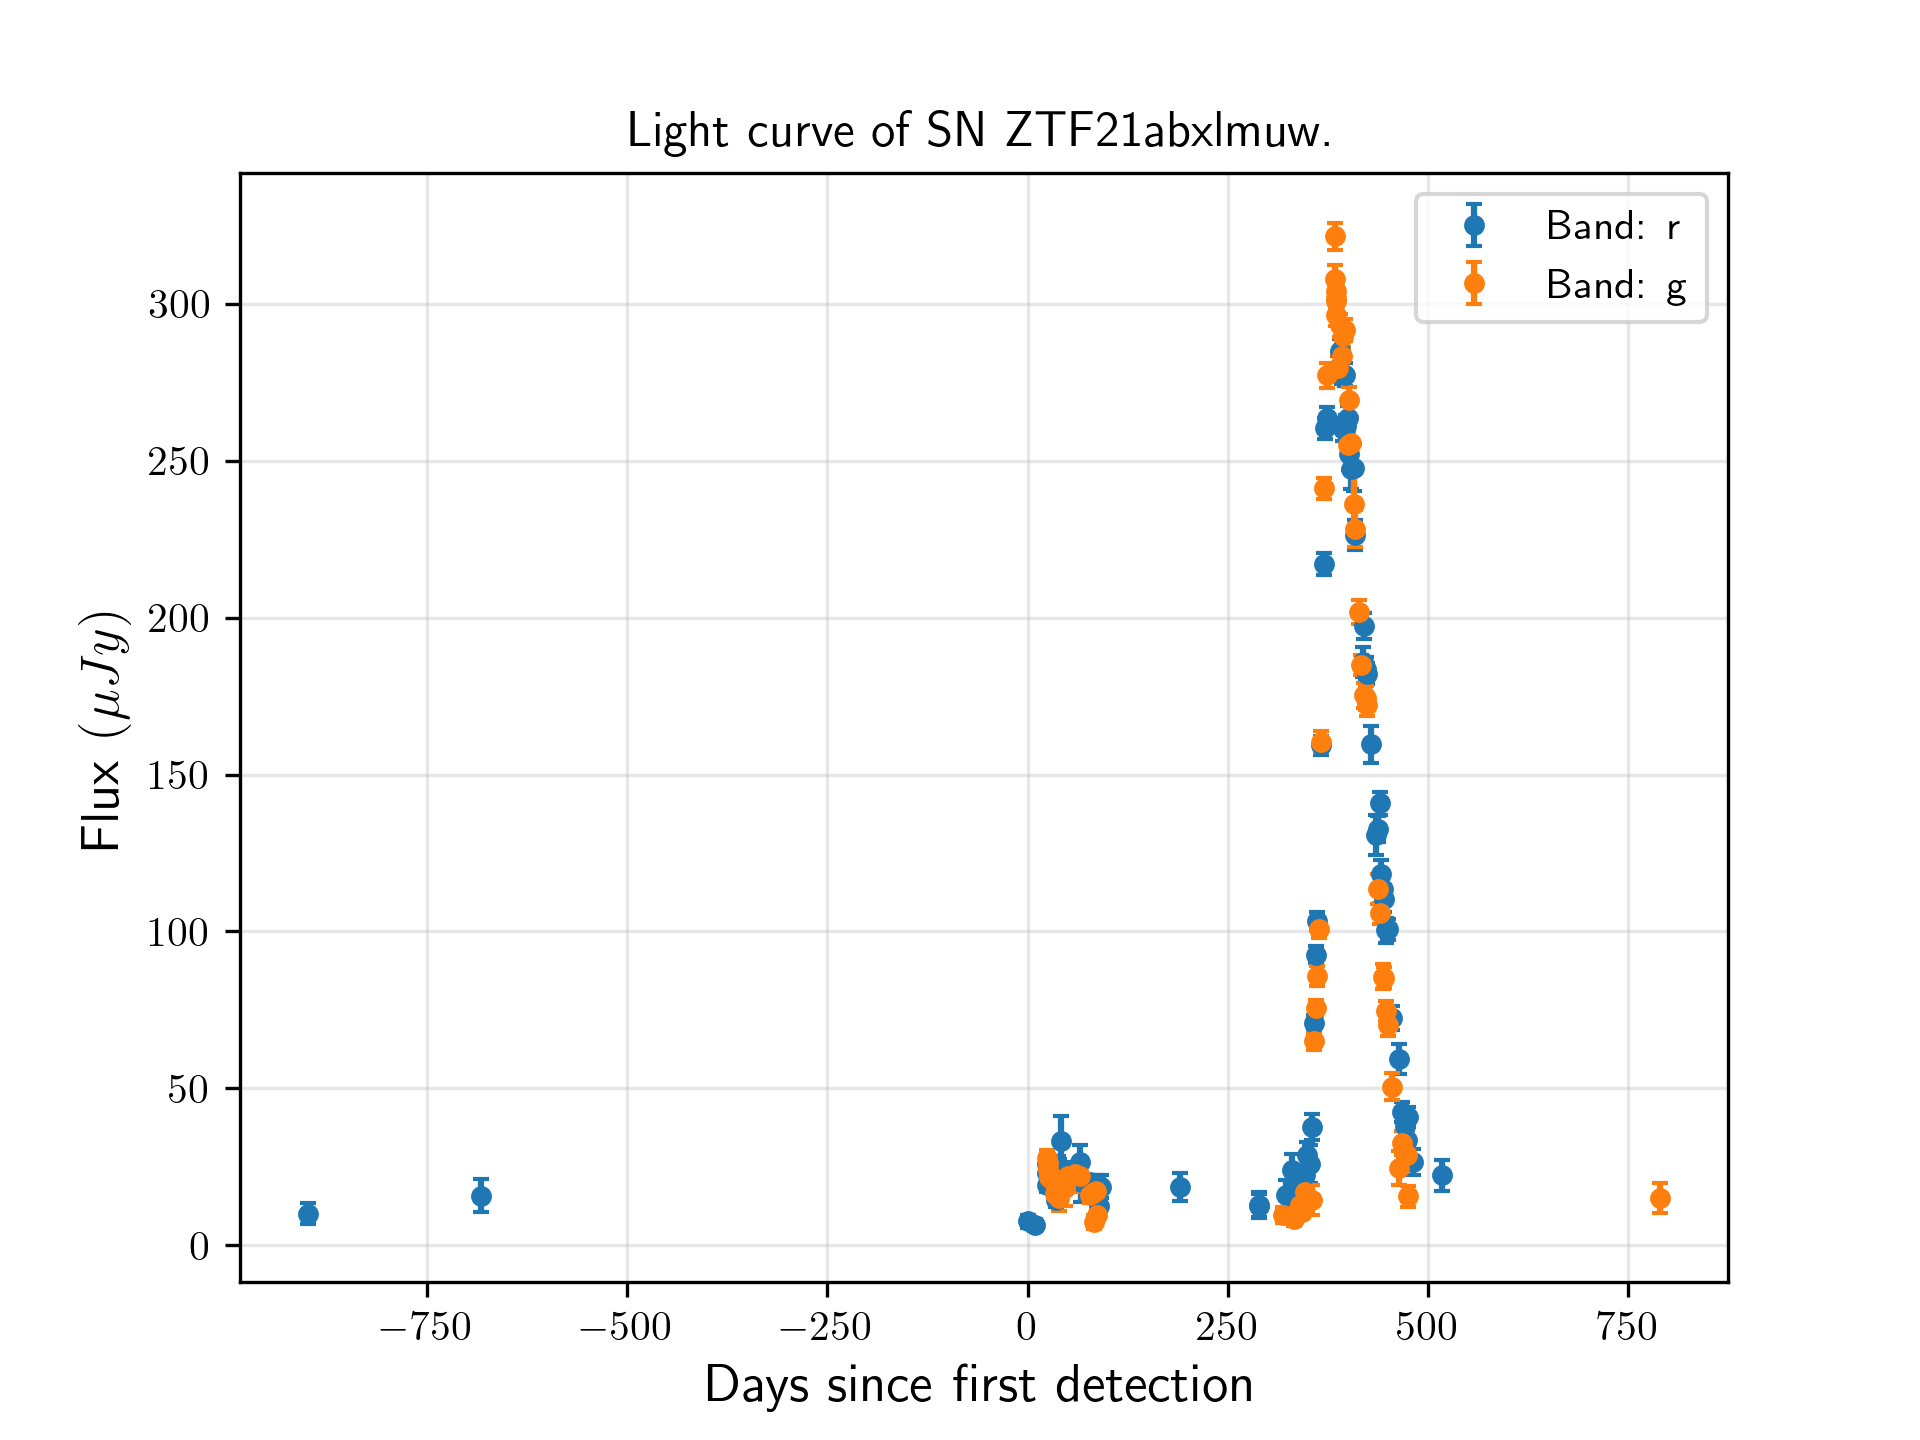 Light curve of SN ZTF21abxlmuw.
Band: r
Band: g
300
250
200
150
100
50
0
Flux (μJy)
−750
−500
−250
0
250
500
750
Days since first detection